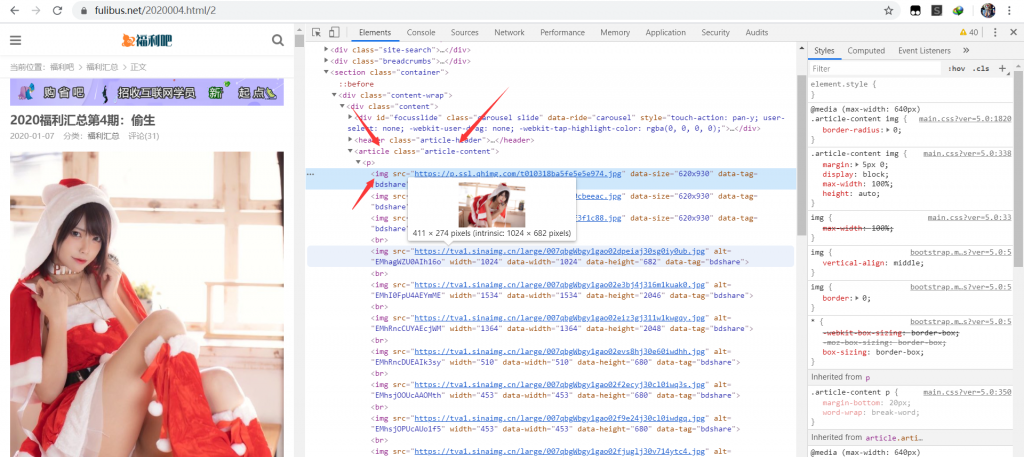 fulibus.net/2020004.html/2
福利吧
当前位置： 福利吧 > 福利汇总 > 正文
购省吧 招收互联网学员 新 起点
2020福利汇总第4期：偷生
2020-01-07 分类：福利汇总 评论(31)
Elements Console Sources Network Performance Memory Application Security Audits
40
<div class="site-search">…</div>
<div class="breadcrumbs">…</div>
<section class="container">
::before
<div class="content-wrap">
<div class="content">
<div id="focusslide" class="carousel slide" data-ride="carousel" style="touch-action: pan-y; user-
select: none; -webkit-user-drag: none; -webkit-tap-highlight-color: rgba(0, 0, 0, 0);">…</div>
<header class="article-header">…</header>
<article class="article-content">
<p>
<img src="https://p.ssl.qhimg.com/t010318ba5fe5e5e974.jpg" data-size="620x930" data-tag=
"bdshare
<img s
cbeeac.jpg" data-size="620x930" data-tag=
"bdsha
<img s
3f1c88.jpg" data-size="620x930" data-tag=
"bdsha
411 × 274 pixels (intrinsic: 1024 × 682 pixels)
<br>
<img src="https://tva1.sinaimg.cn/large/007qbgWbgy1gao02dpeiaj30sg0iy0ub.jpg" alt=
"EMhagWZU0AIhl6o" width="1024" data-width="1024" data-height="682" data-tag="bdshare">
<br>
<img src="https://tva1.sinaimg.cn/large/007qbgWbgy1gao02e3bj4j316m1kuak0.jpg" alt=
"EMhI0FpU4AEYmME" width="1534" data-width="1534" data-height="2046" data-tag="bdshare">
<br>
<img src="https://tva1.sinaimg.cn/large/007qbgWbgy1gao02eiz3gj311w1kwgqv.jpg" alt=
"EMhRncCUYAEcjWM" width="1364" data-width="1364" data-height="2048" data-tag="bdshare">
<br>
<img src="https://tva1.sinaimg.cn/large/007qbgWbgy1gao02evs8hj30e60iwdhh.jpg" alt=
"EMhRncDUEAIk3sy" width="510" data-width="510" data-height="680" data-tag="bdshare">
<br>
<img src="https://tva1.sinaimg.cn/large/007qbgWbgy1gao02f2ecyj30cl0iwq3s.jpg" alt=
"EMhsjOOUcAAOMth" width="453" data-width="453" data-height="680" data-tag="bdshare">
<br>
<img src="https://tva1.sinaimg.cn/large/007qbgWbgy1gao02f9e24j30cl0iwdgq.jpg" alt=
"EMhsjOPUcAUolf5" width="453" data-width="453" data-height="680" data-tag="bdshare">
<br>
<img src="https://tva1.sinaimg.cn/large/007qbgWbgy1gao02fjuglj30v714ytc4.jpg" alt=
Styles Computed Event Listeners
Filter :hov .cls
element.style {
}
@media (max-width: 640px)
.article-content img { main.css?ver=5.0:1820
border-radius: 0;
}
.article-content img { main.css?ver=5.0:338
margin: 5px 0;
display: block;
max-width: 100%;
height: auto;
}
img { main.css?ver=5.0:33
max-width: 100%;
}
img { bootstrap.m…s?ver=5.0:5
vertical-align: middle;
}
img { bootstrap.m…s?ver=5.0:5
border: 0;
}
* { bootstrap.m…s?ver=5.0:5
-webkit-box-sizing: border-box;
-moz-box-sizing: border-box;
box-sizing: border-box;
}
Inherited from p
.article-content p { main.css?ver=5.0:350
margin-bottom: 20px;
word-wrap: break-word;
}
Inherited from article.arti…
@media (max-width: 640px)